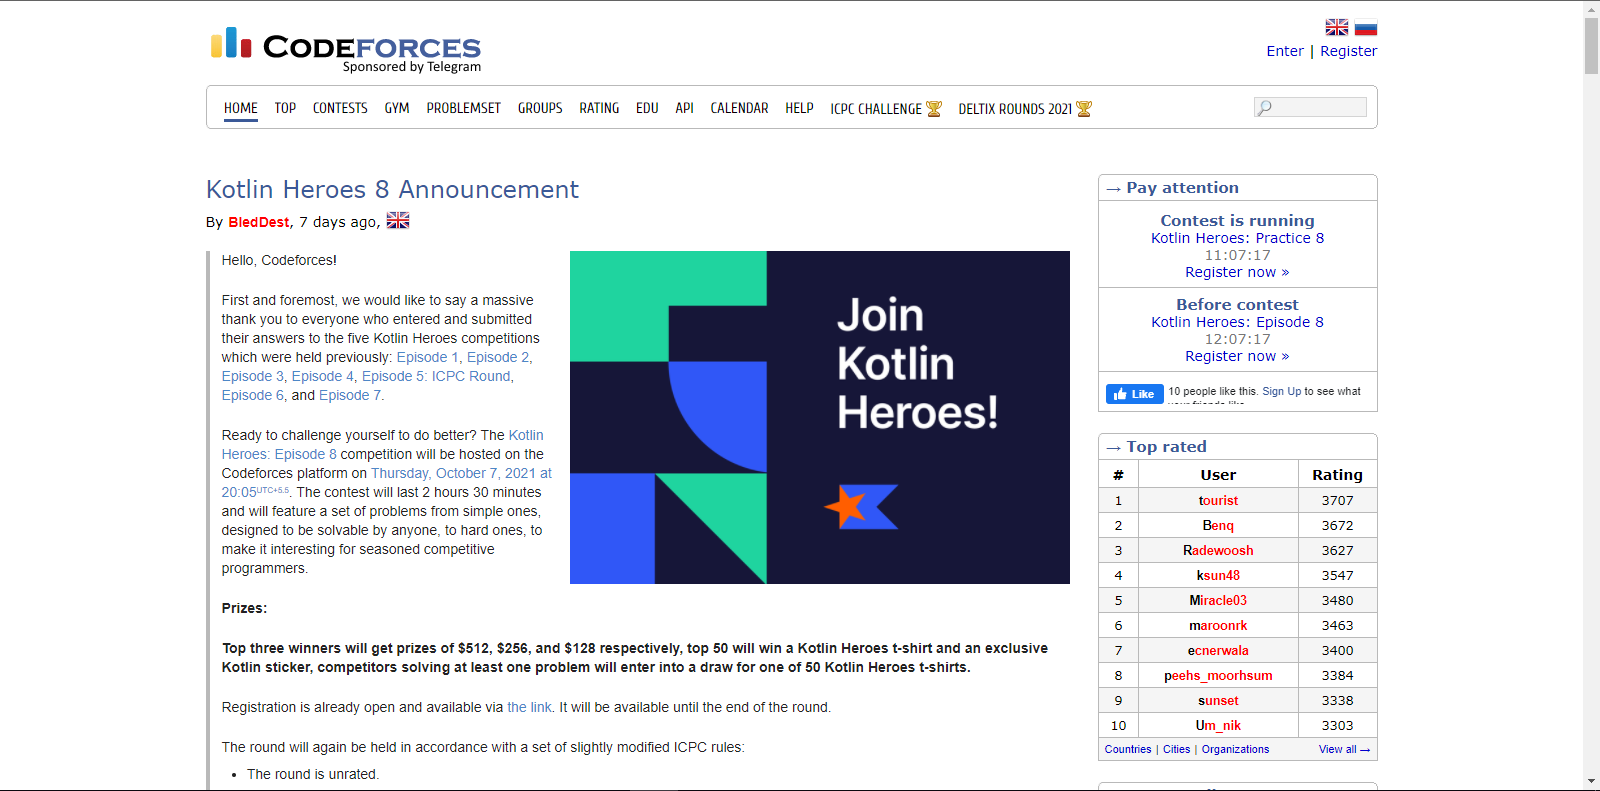 CODEFORCES
Sponsored by Telegram
Enter | Register
HOME TOP CONTESTS GYM PROBLEMSET GROUPS RATING EDU API CALENDAR HELP ICPC CHALLENGE DELTIX ROUNDS 2021
Kotlin Heroes 8 Announcement
By BledDest, 7 days ago,
Hello, Codeforces!
First and foremost, we would like to say a massive
thank you to everyone who entered and submitted
their answers to the five Kotlin Heroes competitions
which were held previously: Episode 1, Episode 2,
Episode 3, Episode 4, Episode 5: ICPC Round,
Episode 6, and Episode 7.
Ready to challenge yourself to do better? The Kotlin
Heroes: Episode 8 competition will be hosted on the
Codeforces platform on Thursday, October 7, 2021 at
20:05UTC+5.5. The contest will last 2 hours 30 minutes
and will feature a set of problems from simple ones,
designed to be solvable by anyone, to hard ones, to
make it interesting for seasoned competitive
programmers.
Join
Kotlin
Heroes!
Prizes:
Top three winners will get prizes of $512, $256, and $128 respectively, top 50 will win a Kotlin Heroes t-shirt and an exclusive
Kotlin sticker, competitors solving at least one problem will enter into a draw for one of 50 Kotlin Heroes t-shirts.
Registration is already open and available via the link. It will be available until the end of the round.
The round will again be held in accordance with a set of slightly modified ICPC rules:
• The round is unrated.
→ Pay attention
Contest is running
Kotlin Heroes: Practice 8
11:07:17
Register now »
Before contest
Kotlin Heroes: Episode 8
12:07:17
Register now »
Like 10 people like this. Sign Up to see what
→ Top rated
# User Rating
1 tourist 3707
2 Benq 3672
3 Radewoosh 3627
4 ksun48 3547
5 Miracle03 3480
6 maroonrk 3463
7 ecnerwala 3400
8 peehs_moorhsum 3384
9 sunset 3338
10 Um_nik 3303
Countries | Cities | Organizations View all →